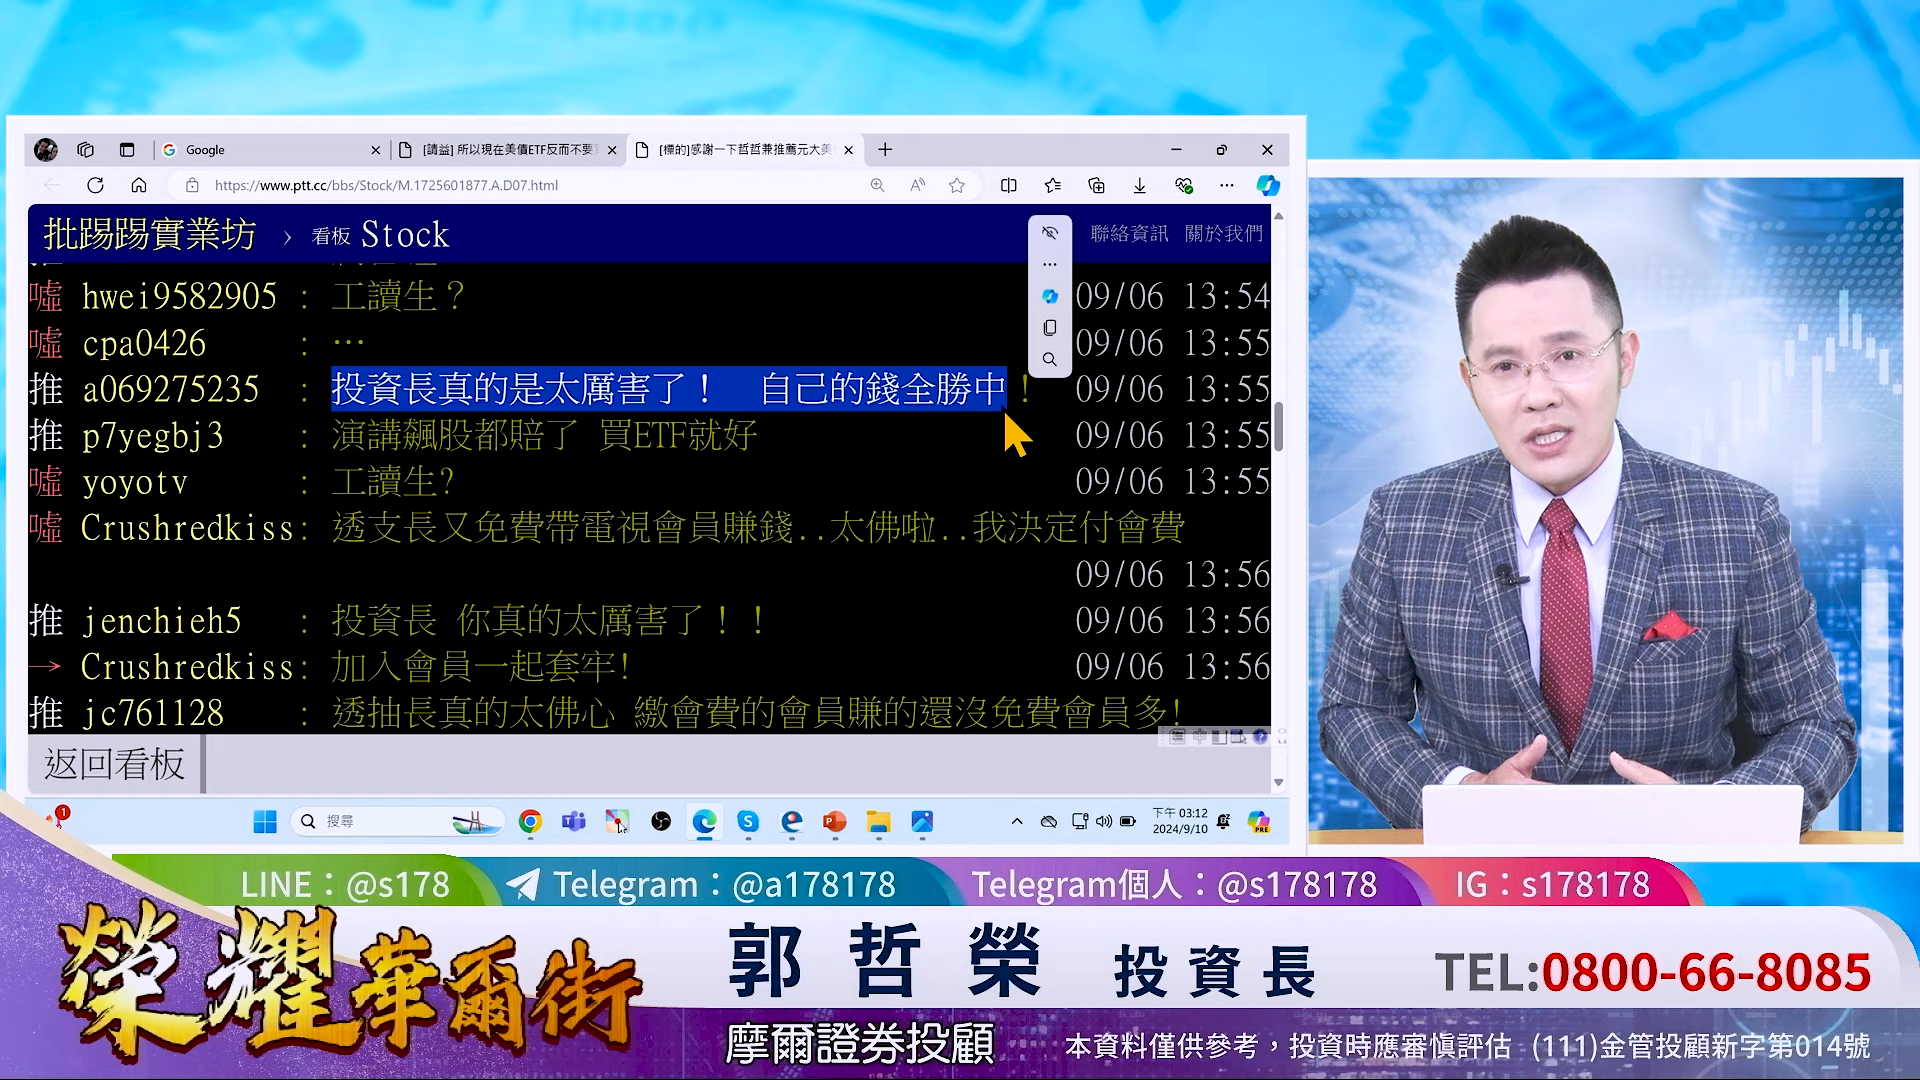 Google
[請益] 所以現在美債ETF反而不要買
[標的]感謝一下哲哲兼推薦元大美
https://www.ptt.cc/bbs/Stock/M.1725601877.A.D07.html
批踢踢實業坊 › 看板 Stock
聯絡資訊 關於我們
噓 hwei9582905 : 工讀生？ 09/06 13:54
噓 cpa0426 : … 09/06 13:55
推 a069275235 : 投資長真的是太厲害了！ 自己的錢全勝中！ 09/06 13:55
推 p7yegbj3 : 演講飆股都賠了 買ETF就好 09/06 13:55
噓 yoyotv : 工讀生? 09/06 13:55
噓 Crushredkiss: 透支長又免費帶電視會員賺錢..太佛啦..我決定付會費
09/06 13:56
推 jenchieh5 : 投資長 你真的太厲害了！！ 09/06 13:56
→ Crushredkiss: 加入會員一起套牢! 09/06 13:56
推 jc761128 : 透抽長真的太佛心 繳會費的會員賺的還沒免費會員多!
返回看板
1
搜尋
下午 03:12
2024/9/10
LINE：@s178
Telegram：@a178178
Telegram個人：@s178178
IG：s178178
榮耀華爾街
郭哲榮 投資長
TEL:0800-66-8085
摩爾證券投顧
本資料僅供參考，投資時應審慎評估 (111)金管投顧新字第014號